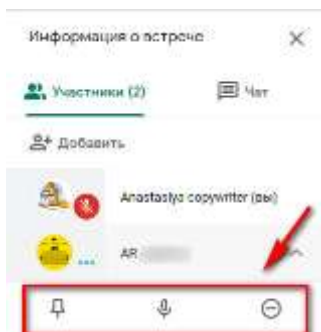 Информация о встрече
Участники (2)
Чат
Добавить
Anastasiya copywriter (вы)
AR